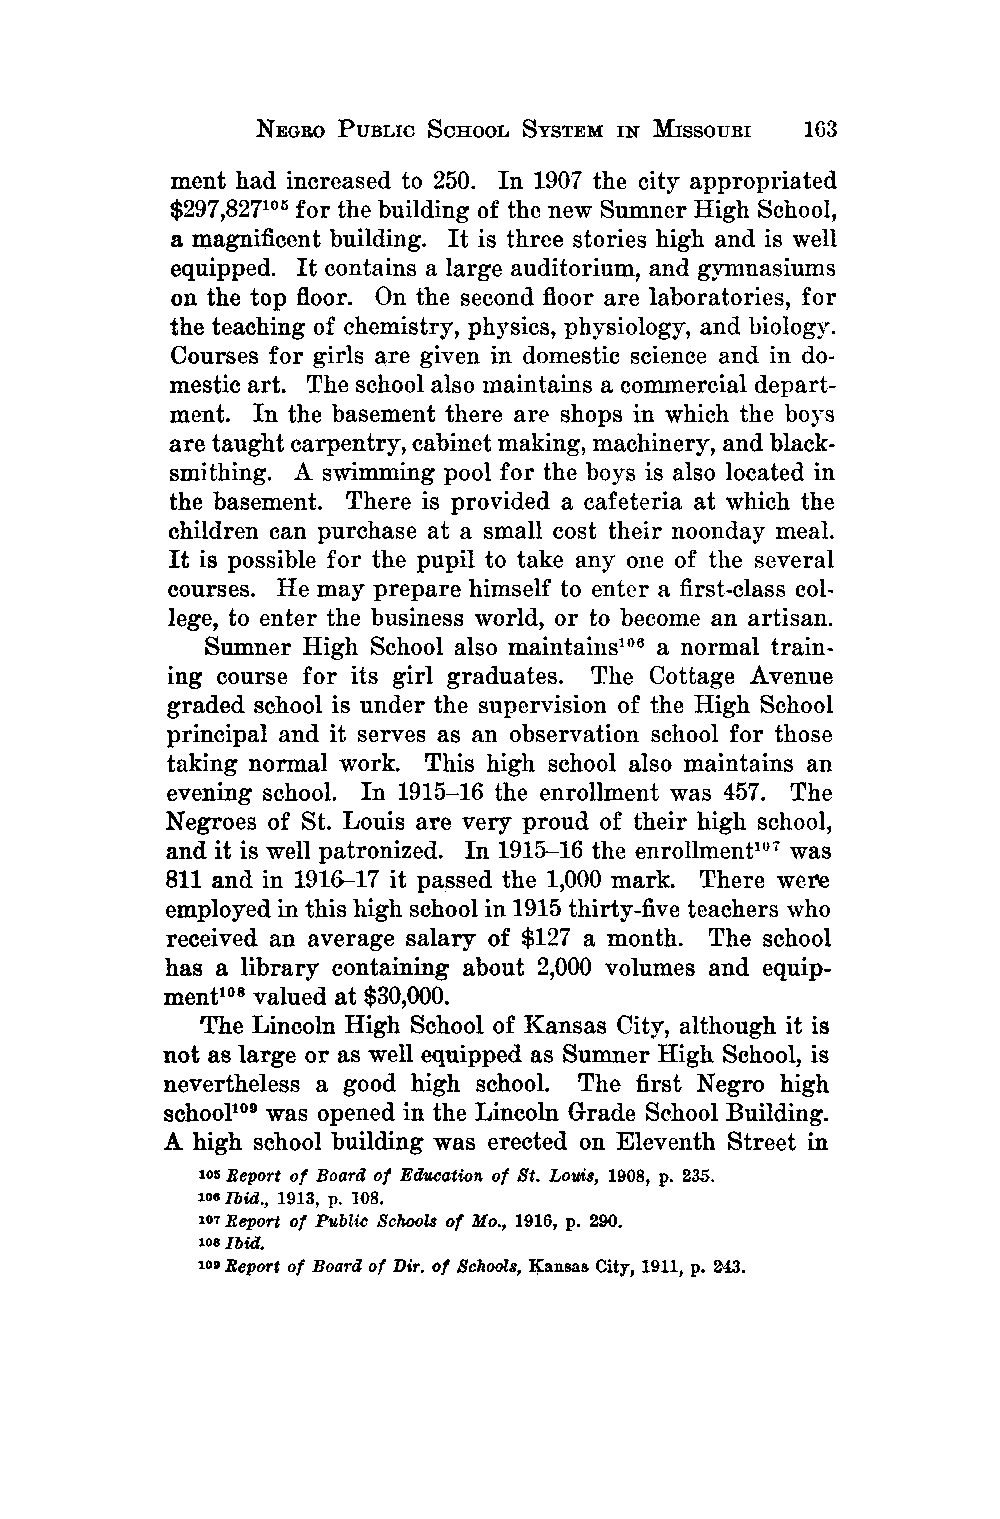 NEGRO PUBLIC SCHOOL SYSTEM IN MISSOURI 163
ment had increased to 250. In 1907 the city appropriated
$297,827¹⁰⁵ for the building of the new Sumner High School,
a magnificent building. It is three stories high and is well
equipped. It contains a large auditorium, and gymnasiums
on the top floor. On the second floor are laboratories, for
the teaching of chemistry, physics, physiology, and biology.
Courses for girls are given in domestic science and in do-
mestic art. The school also maintains a commercial depart-
ment. In the basement there are shops in which the boys
are taught carpentry, cabinet making, machinery, and black-
smithing. A swimming pool for the boys is also located in
the basement. There is provided a cafeteria at which the
children can purchase at a small cost their noonday meal.
It is possible for the pupil to take any one of the several
courses. He may prepare himself to enter a first-class col-
lege, to enter the business world, or to become an artisan.
Sumner High School also maintains¹⁰⁶ a normal train-
ing course for its girl graduates. The Cottage Avenue
graded school is under the supervision of the High School
principal and it serves as an observation school for those
taking normal work. This high school also maintains an
evening school. In 1915–16 the enrollment was 457. The
Negroes of St. Louis are very proud of their high school,
and it is well patronized. In 1915–16 the enrollment¹⁰⁷ was
811 and in 1916–17 it passed the 1,000 mark. There were
employed in this high school in 1915 thirty-five teachers who
received an average salary of $127 a month. The school
has a library containing about 2,000 volumes and equip-
ment¹⁰⁸ valued at $30,000.
The Lincoln High School of Kansas City, although it is
not as large or as well equipped as Sumner High School, is
nevertheless a good high school. The first Negro high
school¹⁰⁹ was opened in the Lincoln Grade School Building.
A high school building was erected on Eleventh Street in
¹⁰⁵ Report of Board of Education of St. Louis, 1908, p. 235.
¹⁰⁶ Ibid., 1913, p. 108.
¹⁰⁷ Report of Public Schools of Mo., 1916, p. 290.
¹⁰⁸ Ibid.
¹⁰⁹ Report of Board of Dir. of Schools, Kansas City, 1911, p. 243.